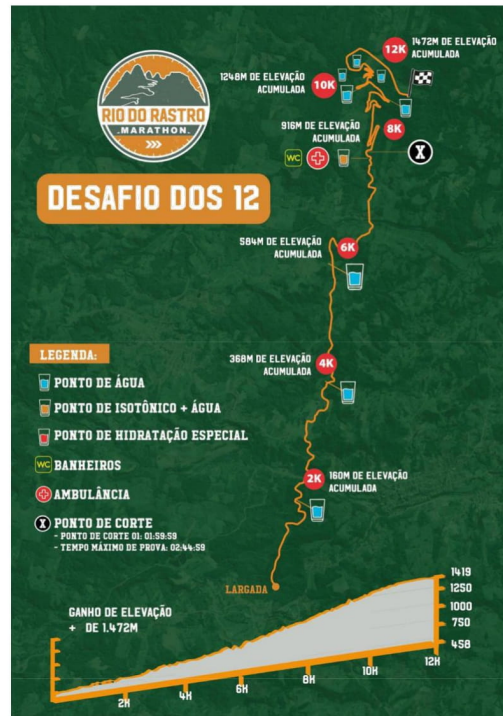 RIO DO RASTRO
MARATHON
DESAFIO DOS 12
12K
1472M DE ELEVAÇÃO
ACUMULADA
10K
1248M DE ELEVAÇÃO
ACUMULADA
8K
916M DE ELEVAÇÃO
ACUMULADA
WC
X
6K
584M DE ELEVAÇÃO
ACUMULADA
4K
368M DE ELEVAÇÃO
ACUMULADA
2K
160M DE ELEVAÇÃO
ACUMULADA
LARGADA
LEGENDA:
PONTO DE ÁGUA
PONTO DE ISOTÔNICO + ÁGUA
PONTO DE HIDRATAÇÃO ESPECIAL
WC BANHEIROS
AMBULÂNCIA
X PONTO DE CORTE
- PONTO DE CORTE 01: 01:59:59
- TEMPO MÁXIMO DE PROVA: 02:44:59
GANHO DE ELEVAÇÃO
+ DE 1.472M
1419
1250
1000
750
458
2K
4K
6K
8K
10K
12K